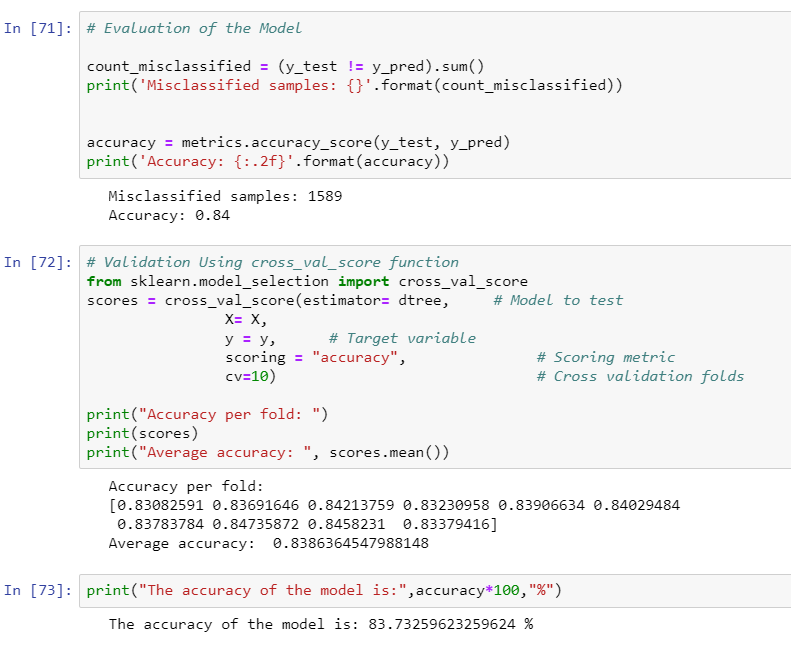 In [71]: # Evaluation of the Model
count_misclassified = (y_test != y_pred).sum()
print('Misclassified samples: {}'.format(count_misclassified))
accuracy = metrics.accuracy_score(y_test, y_pred)
print('Accuracy: {:.2f}'.format(accuracy))
Misclassified samples: 1589
Accuracy: 0.84
In [72]: # Validation Using cross_val_score function
from sklearn.model_selection import cross_val_score
scores = cross_val_score(estimator= dtree,     # Model to test
                X= X,
                y = y,      # Target variable
                scoring = "accuracy",               # Scoring metric
                cv=10)                              # Cross validation folds
print("Accuracy per fold: ")
print(scores)
print("Average accuracy: ", scores.mean())
Accuracy per fold:
[0.83082591 0.83691646 0.84213759 0.83230958 0.83906634 0.84029484
 0.83783784 0.84735872 0.8458231  0.83379416]
Average accuracy:  0.8386364547988148
In [73]: print("The accuracy of the model is:",accuracy*100,"%")
The accuracy of the model is: 83.73259623259624 %